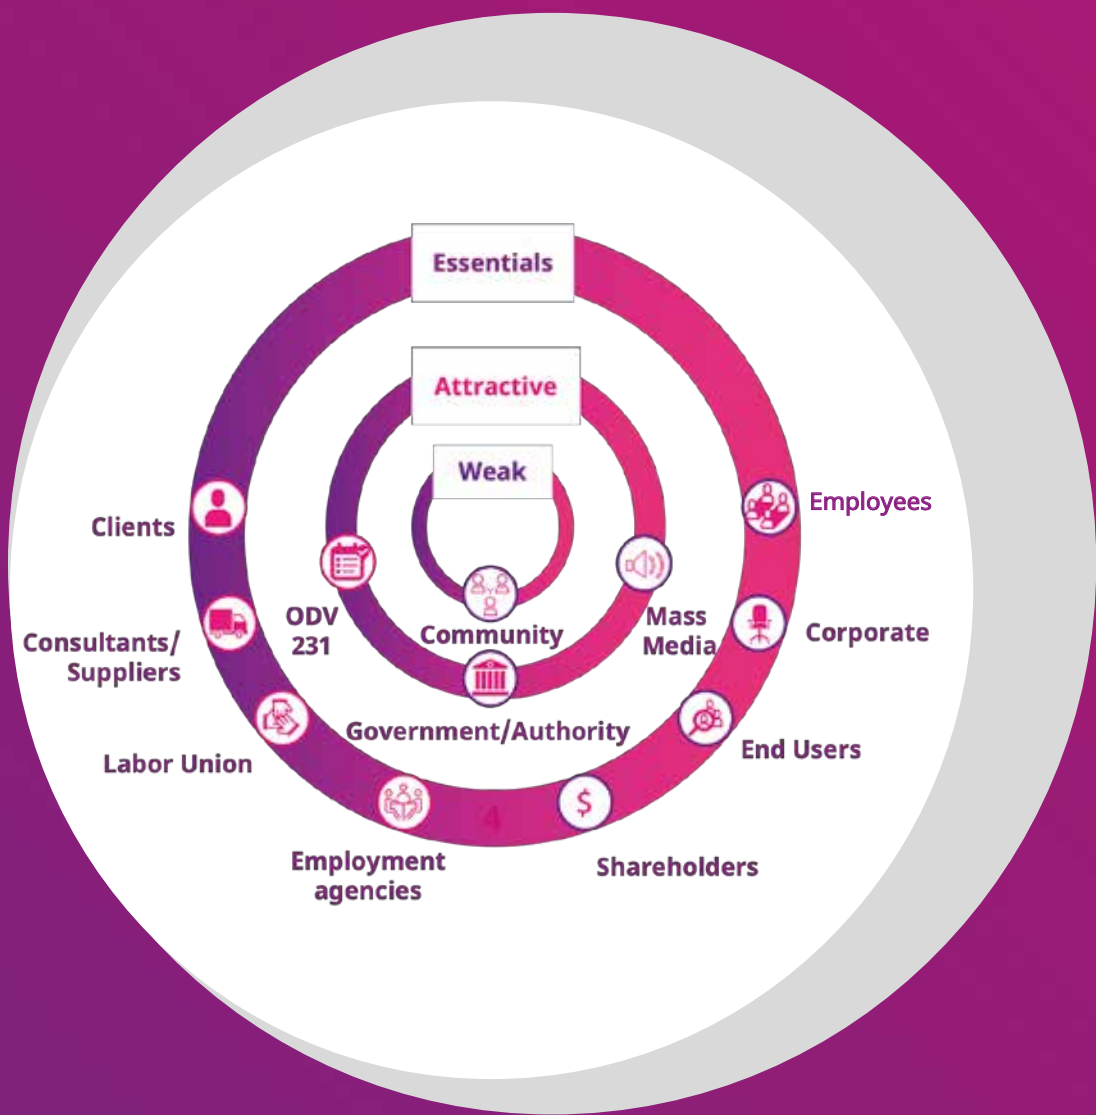 Essentials
Attractive
Weak
Clients
Employees
ODV
231
Community
Mass
Media
Consultants/
Suppliers
Corporate
Government/Authority
Labor Union
End Users
$
4
Employment
agencies
Shareholders